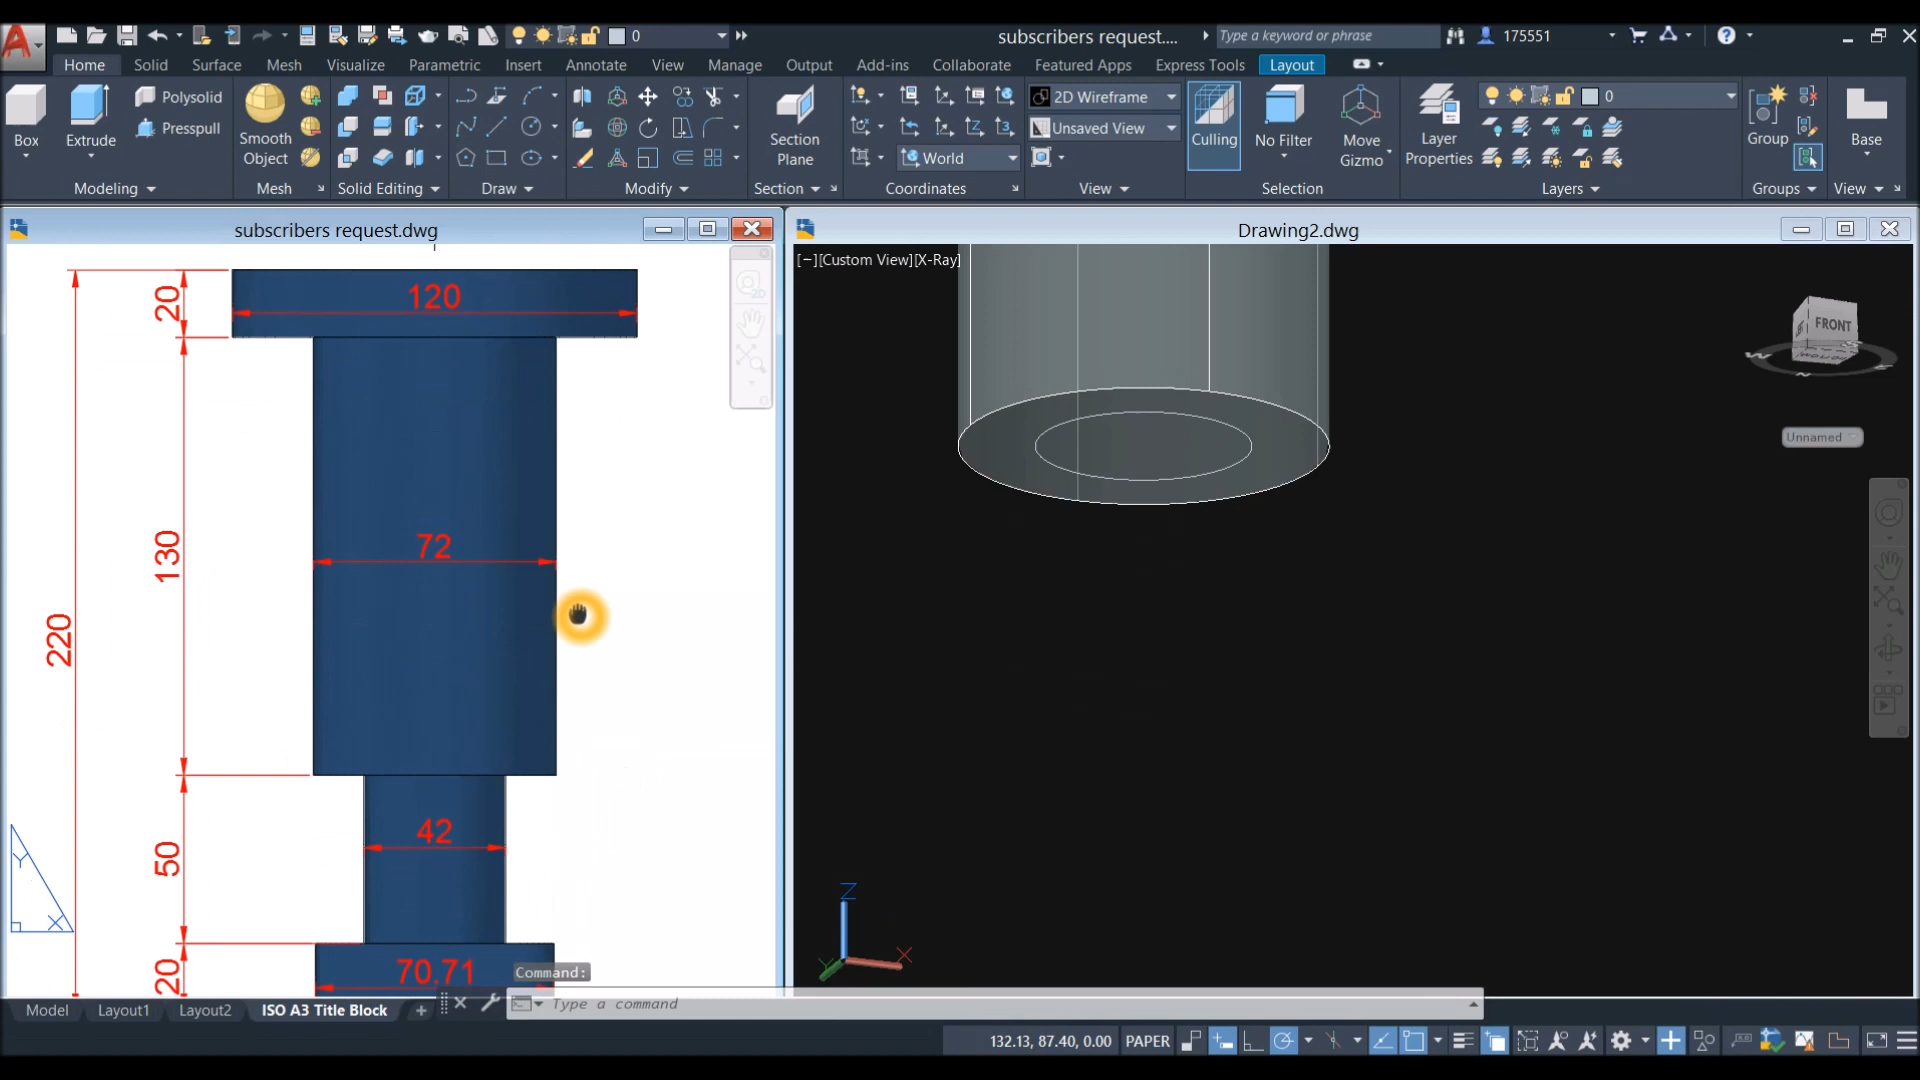 subscribers request....
Type a keyword or phrase
175551
0
Home
Solid
Surface
Mesh
Visualize
Parametric
Insert
Annotate
View
Manage
Output
Add-ins
Collaborate
Featured Apps
Express Tools
Layout
Box
Extrude
Polysolid
Presspull
Smooth
Object
Section
Plane
World
2D Wireframe
Unsaved View
Culling
No Filter
Move
Gizmo
Layer
Properties
0
Group
Base
Modeling
Mesh
Solid Editing
Draw
Modify
Section
Coordinates
View
Selection
Layers
Groups
View
subscribers request.dwg
Drawing2.dwg
[−][Custom View][X-Ray]
20
120
130
72
220
50
42
20
70.71
Y
X
FRONT
W
Unnamed
Z
Y
X
Command:
Type a command
Model
Layout1
Layout2
ISO A3 Title Block
132.13, 87.40, 0.00
PAPER